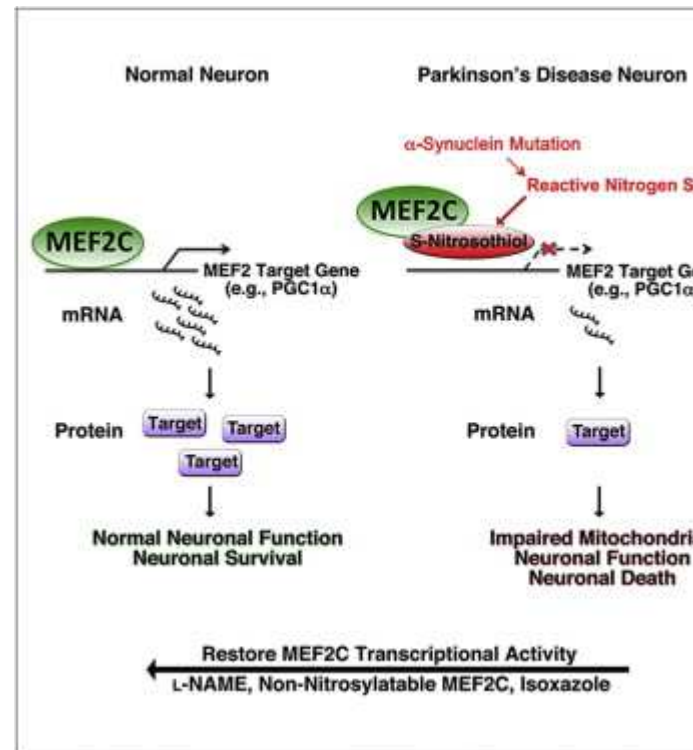 Normal Neuron
MEF2C
MEF2 Target Gene
(e.g., PGC1α)
mRNA
Protein
Target
Target
Target
Normal Neuronal Function
Neuronal Survival
Parkinson's Disease Neuron
α-Synuclein Mutation
Reactive Nitrogen S
MEF2C
S-Nitrosothiol
MEF2 Target Ge
(e.g., PGC1α
mRNA
Protein
Target
Impaired Mitochondri
Neuronal Function
Neuronal Death
Restore MEF2C Transcriptional Activity
L-NAME, Non-Nitrosylatable MEF2C, Isoxazole